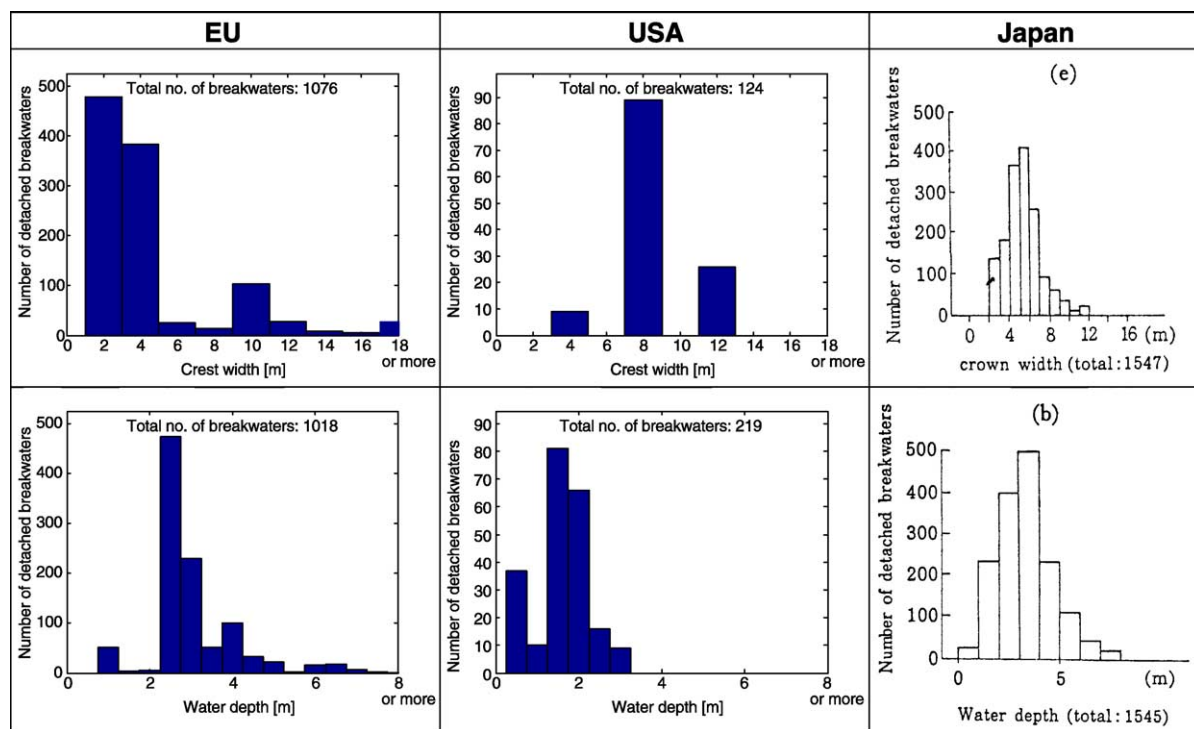 EU
USA
Japan
Total no. of breakwaters: 1076
Number of detached breakwaters
500
400
300
200
100
0
0 2 4 6 8 10 12 14 16 18
or more
Crest width [m]
Total no. of breakwaters: 124
Number of detached breakwaters
90
80
70
60
50
40
30
20
10
0
0 2 4 6 8 10 12 14 16 18
or more
Crest width [m]
(e)
Number of detached breakwaters
500
400
300
200
100
0
0 4 8 12 16 (m)
crown width (total:1547)
Total no. of breakwaters: 1018
Number of detached breakwaters
500
400
300
200
100
0
0 2 4 6 8
or more
Water depth [m]
Total no. of breakwaters: 219
Number of detached breakwaters
90
80
70
60
50
40
30
20
10
0
0 2 4 6 8
or more
Water depth [m]
(b)
Number of detached breakwaters
500
400
300
200
100
0
0 5 (m)
Water depth (total:1545)